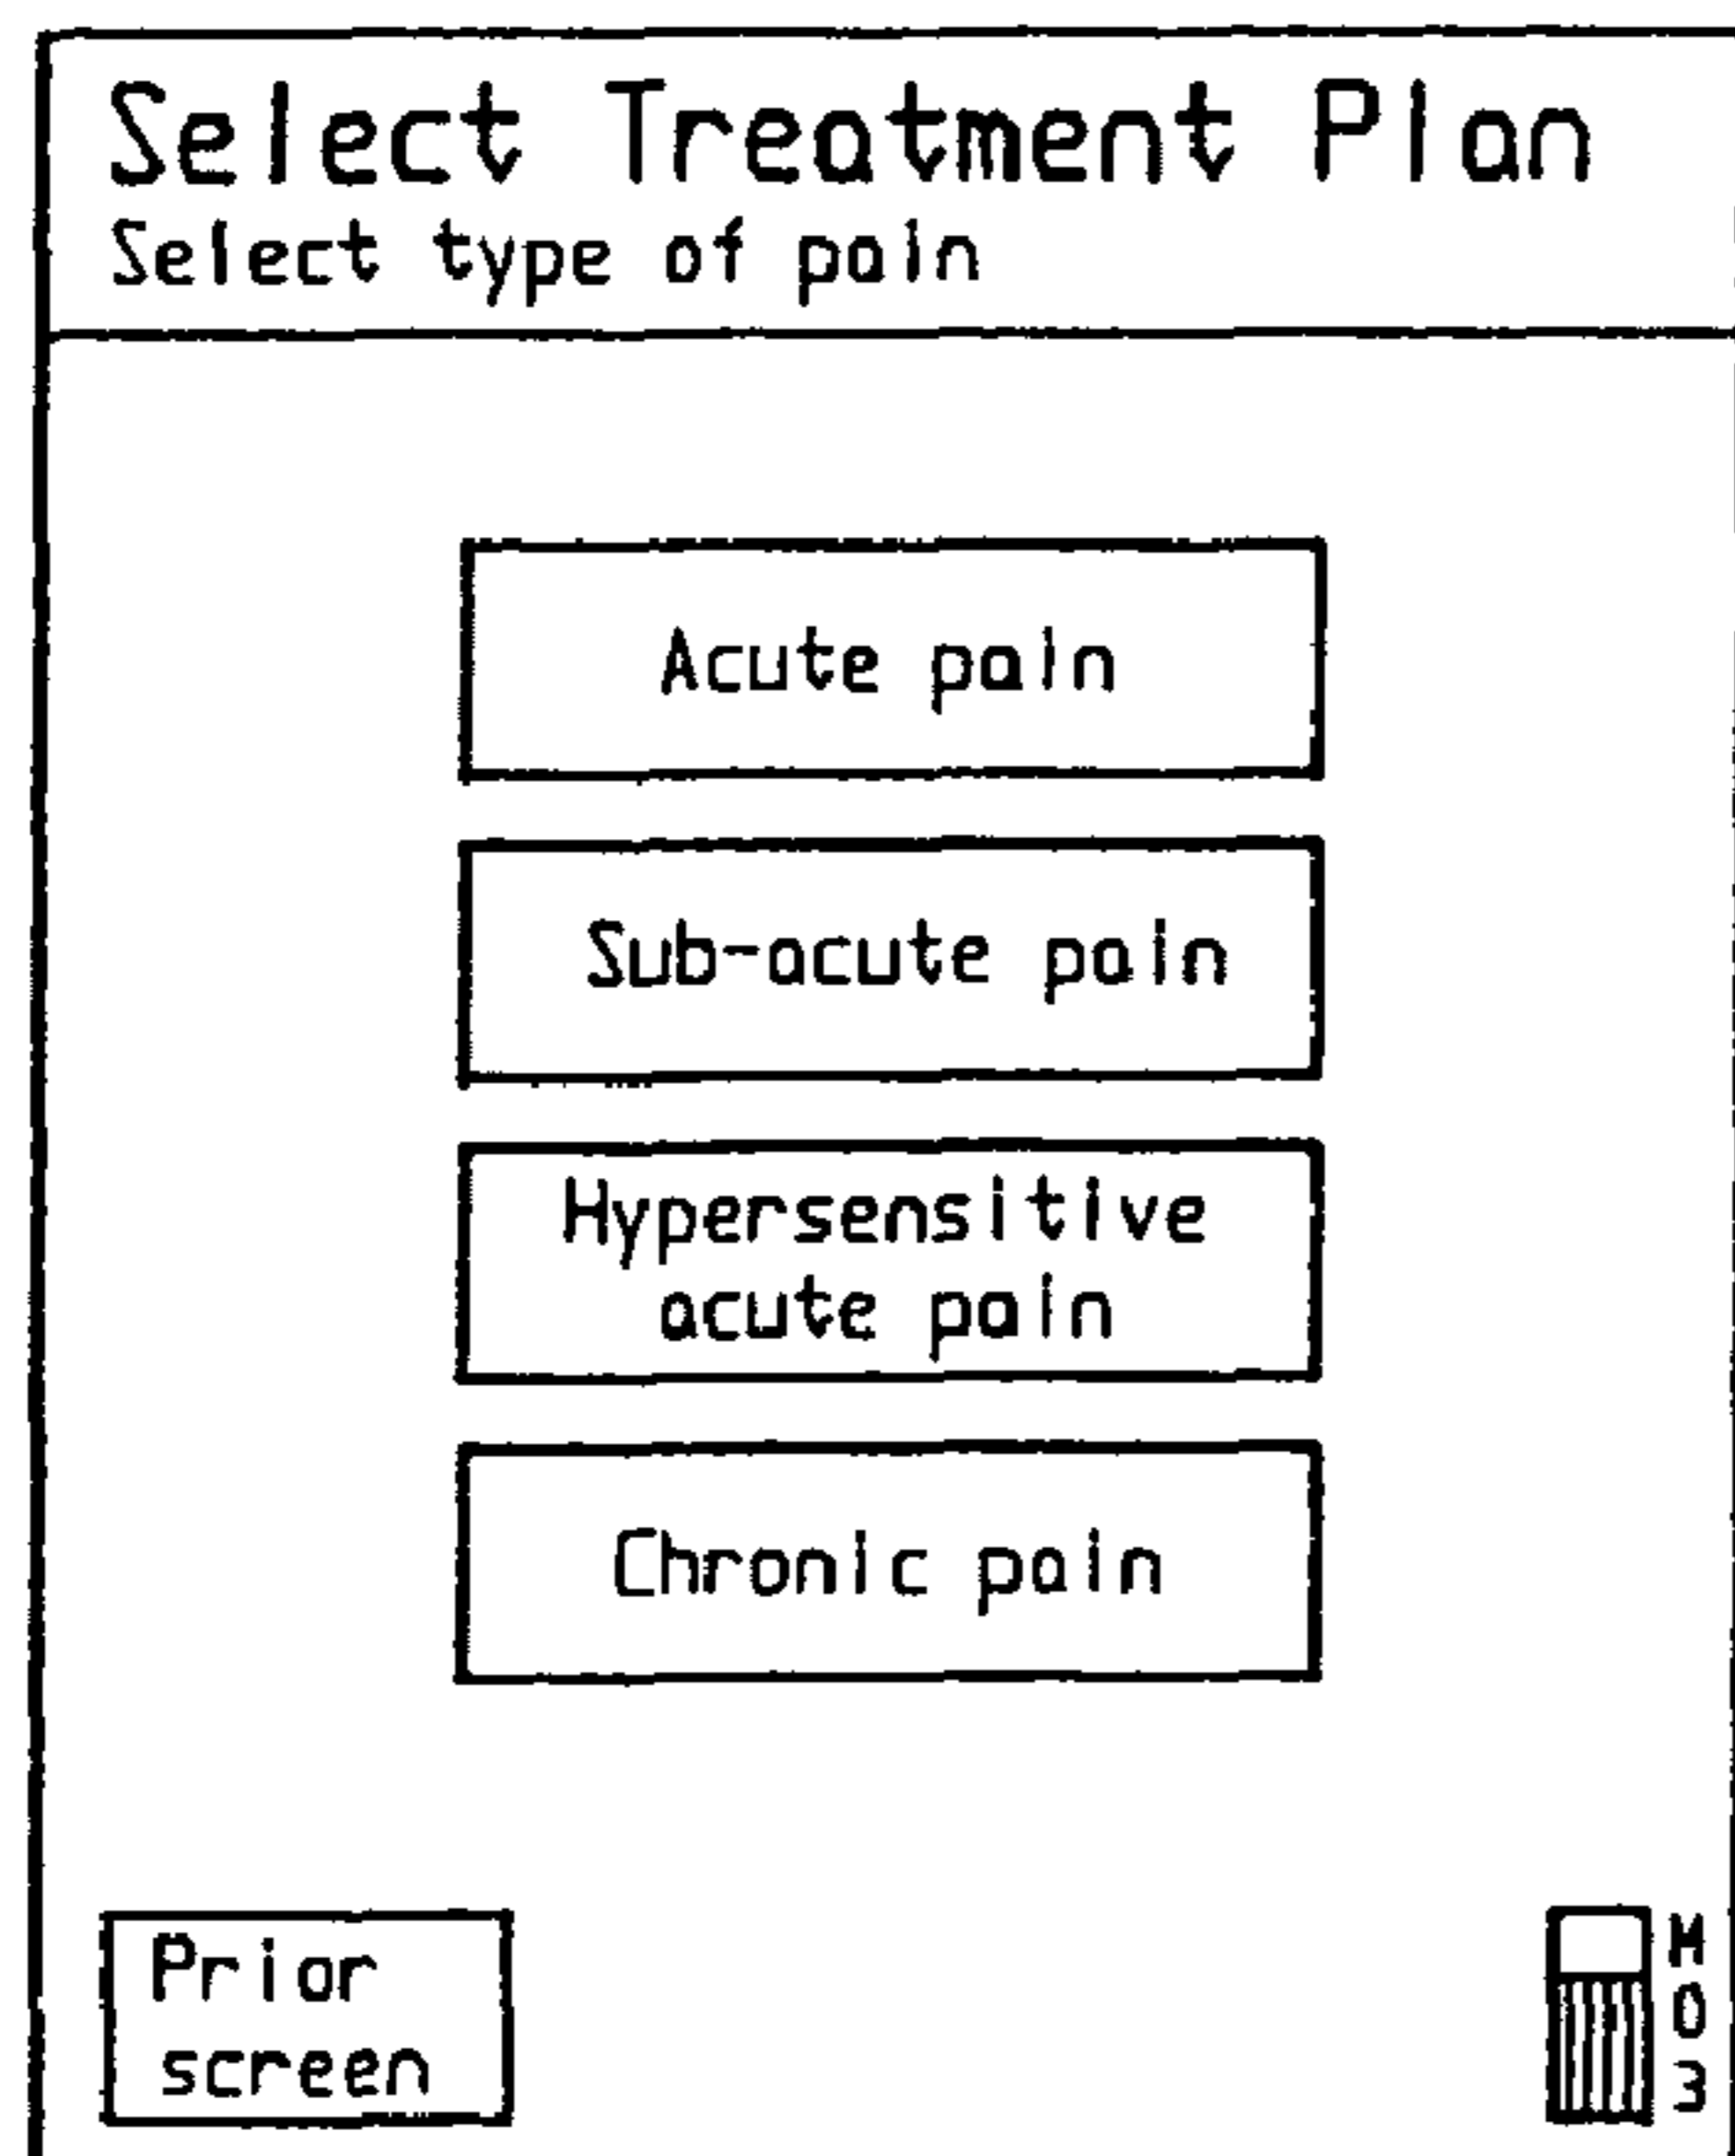 Select Treatment Plan
Select type of pain
Acute pain
Sub-acute pain
Hypersensitive
acute pain
Chronic pain
Prior
screen
M
0
3